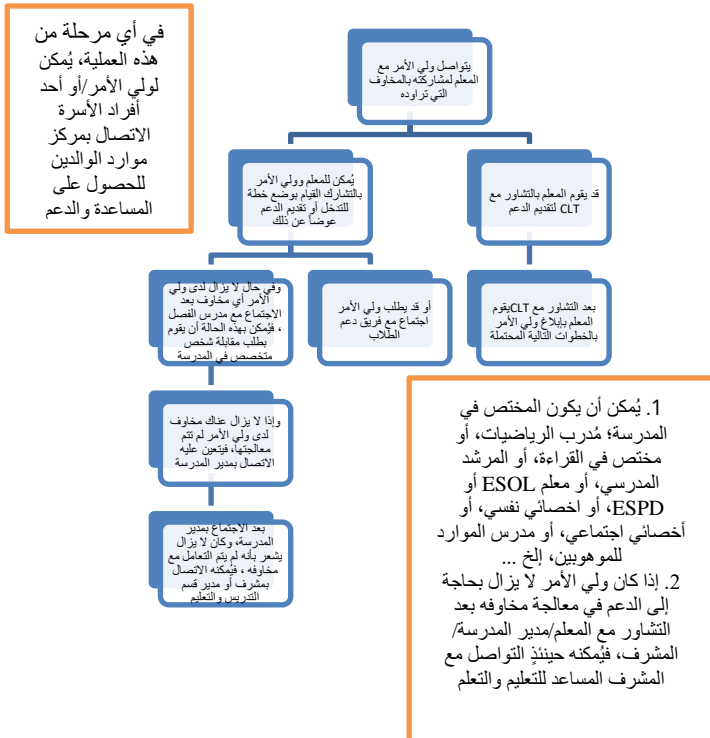 في أي مرحلة من
هذه العملية، يُمكن
لولي الأمر/أو أحد
أفراد الأسرة
الاتصال بمركز
موارد الوالدين
للحصول على
المساعدة والدعم
يتواصل ولي الأمر مع
المعلم لمشاركته بالمخاوف
التي تراوده
يُمكن للمعلم وولي الأمر
بالتشارك القيام بوضع خطة
للتدخل أو تقديم الدعم
عوضاً عن ذلك
قد يقوم المعلم بالتشاور مع
CLT لتقديم الدعم
وفي حال لا يزال لدى ولي
الأمر أي مخاوف بعد
الاجتماع مع مدرس الفصل
، فيُمكن بهذه الحالة أن يقوم
بطلب مقابلة شخص
متخصص في المدرسة
أو قد يطلب ولي الأمر
اجتماع مع فريق دعم
الطلاب
بعد التشاور مع CLTيقوم
المعلم بإبلاغ ولي الأمر
بالخطوات التالية المحتملة
وإذا لا يزال عناك مخاوف
لدى ولي الأمر لم تتم
معالجتها، فيتعين عليه
الاتصال بمدير المدرسة
بعد الاجتماع بمدير
المدرسة، وكان لا يزال
يشعر بأنه لم يتم التعامل مع
مخاوفه ، فيُمكنه الاتصال
بمشرف أو مدير قسم
التدريس والتعليم
1. يُمكن أن يكون المختص في
المدرسة؛ مُدرب الرياضيات، أو
مختص في القراءة، أو المرشد
المدرسي، أو معلم ESOL أو
ESPD، أو اخصائي نفسي، أو
أخصائي اجتماعي، أو مدرس الموارد
للموهوبين، إلخ ...
2. إذا كان ولي الأمر لا يزال بحاجة
إلى الدعم في معالجة مخاوفه بعد
التشاور مع المعلم/مدير المدرسة/
المشرف، فيُمكنه حينئذٍ التواصل مع
المشرف المساعد للتعليم والتعلم